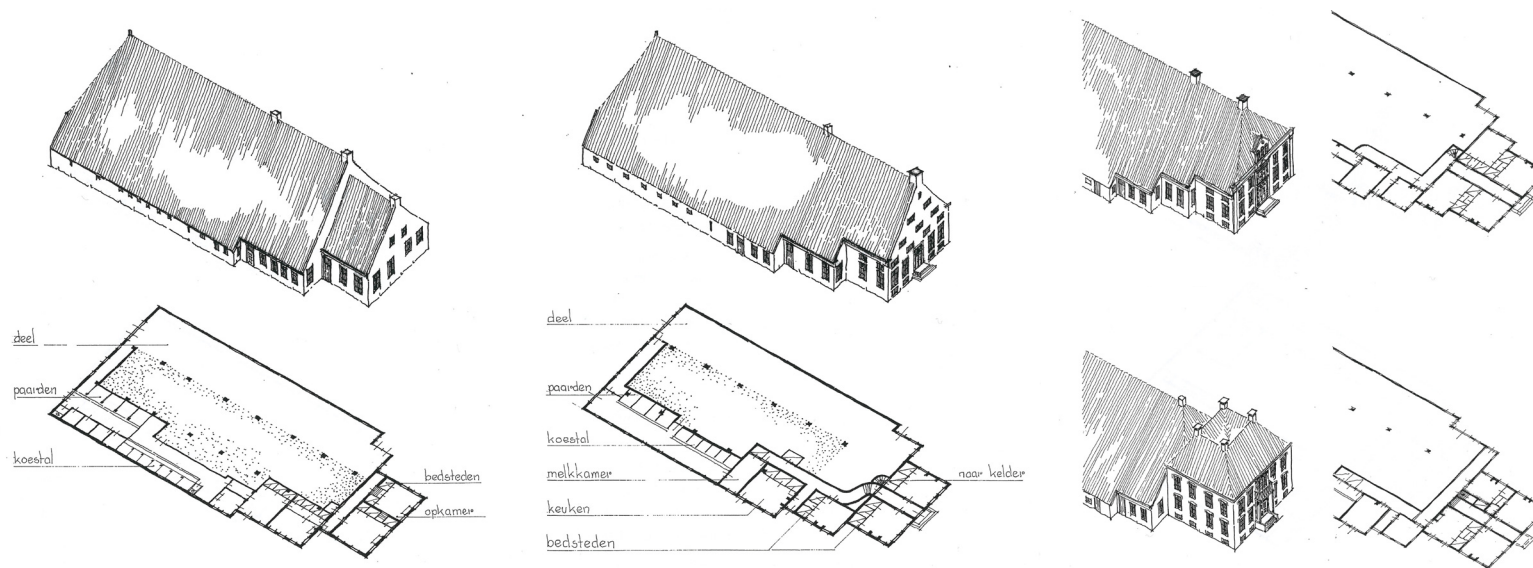 deel
paarden
koestal
bedsteden
opkamer
deel
paarden
koestal
melkkamer
keuken
bedsteden
naar kelder